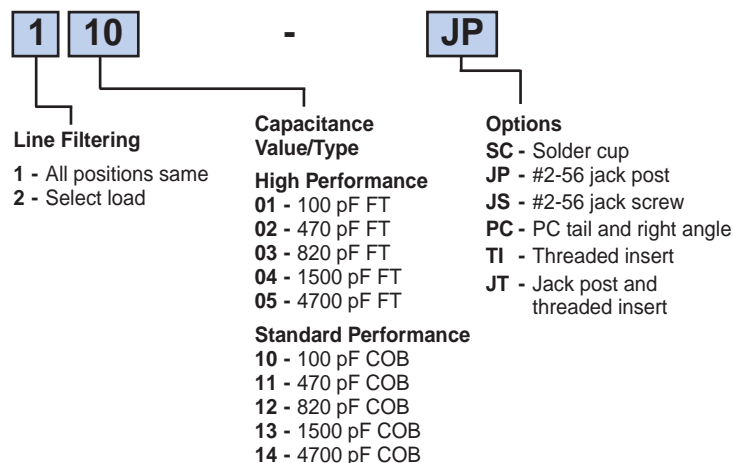 1 10 - JP
Line Filtering
1 - All positions same
2 - Select load
Capacitance
Value/Type
High Performance
01 - 100 pF FT
02 - 470 pF FT
03 - 820 pF FT
04 - 1500 pF FT
05 - 4700 pF FT
Standard Performance
10 - 100 pF COB
11 - 470 pF COB
12 - 820 pF COB
13 - 1500 pF COB
14 - 4700 pF COB
Options
SC - Solder cup
JP - #2-56 jack post
JS - #2-56 jack screw
PC - PC tail and right angle
TI - Threaded insert
JT - Jack post and
threaded insert